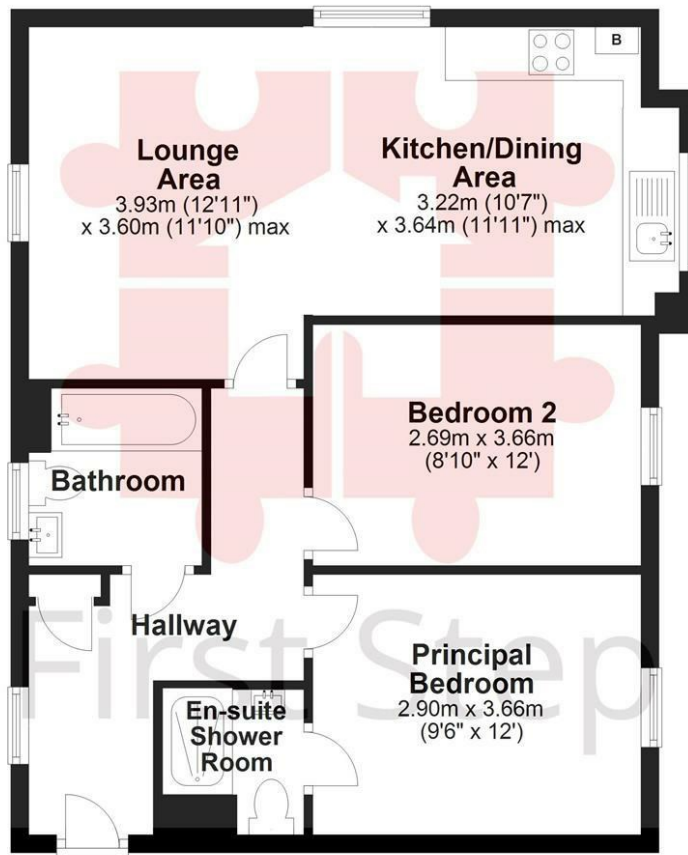 B
Lounge
Area
3.93m (12'11")
x 3.60m (11'10") max
Kitchen/Dining
Area
3.22m (10'7")
x 3.64m (11'11") max
Bedroom 2
2.69m x 3.66m
(8'10" x 12')
Bathroom
Hallway
First Step
Principal
Bedroom
2.90m x 3.66m
(9'6" x 12')
En-suite
Shower
Room